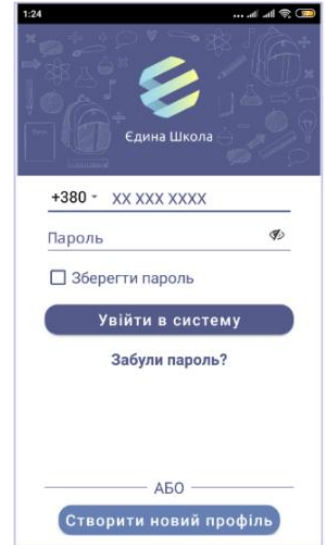 1:24
Єдина Школа
+380 XX XXX XXXX
Пароль
Зберегти пароль
Увійти в систему
Забули пароль?
АБО
Створити новий профіль